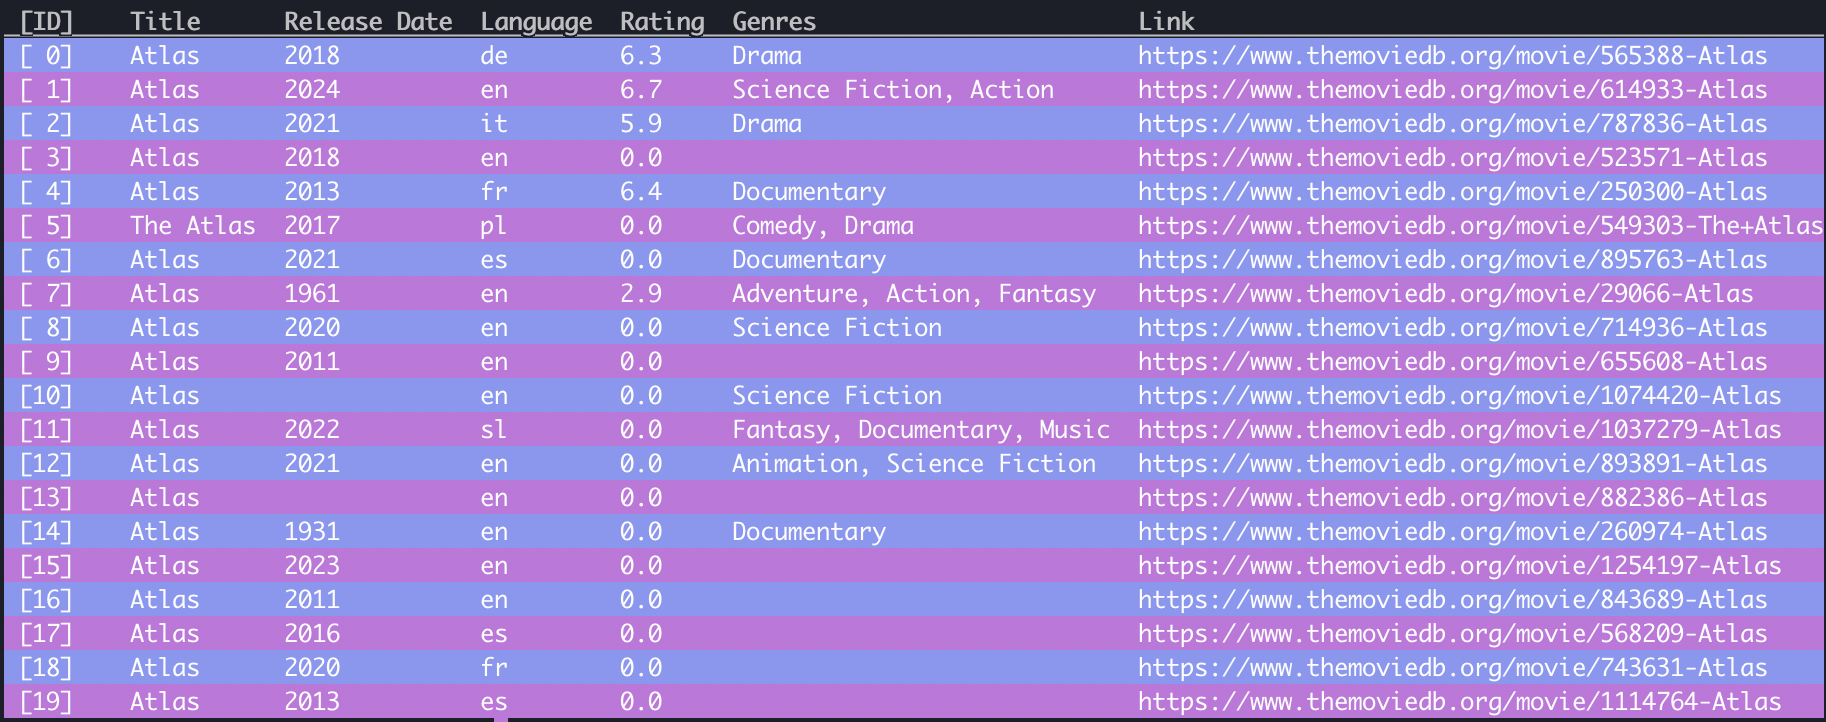 [ID] Title Release Date Language Rating Genres Link
[ 0] Atlas 2018 de 6.3 Drama https://www.themoviedb.org/movie/565388-Atlas
[ 1] Atlas 2024 en 6.7 Science Fiction, Action https://www.themoviedb.org/movie/614933-Atlas
[ 2] Atlas 2021 it 5.9 Drama https://www.themoviedb.org/movie/787836-Atlas
[ 3] Atlas 2018 en 0.0 https://www.themoviedb.org/movie/523571-Atlas
[ 4] Atlas 2013 fr 6.4 Documentary https://www.themoviedb.org/movie/250300-Atlas
[ 5] The Atlas 2017 pl 0.0 Comedy, Drama https://www.themoviedb.org/movie/549303-The+Atlas
[ 6] Atlas 2021 es 0.0 Documentary https://www.themoviedb.org/movie/895763-Atlas
[ 7] Atlas 1961 en 2.9 Adventure, Action, Fantasy https://www.themoviedb.org/movie/29066-Atlas
[ 8] Atlas 2020 en 0.0 Science Fiction https://www.themoviedb.org/movie/714936-Atlas
[ 9] Atlas 2011 en 0.0 https://www.themoviedb.org/movie/655608-Atlas
[10] Atlas en 0.0 Science Fiction https://www.themoviedb.org/movie/1074420-Atlas
[11] Atlas 2022 sl 0.0 Fantasy, Documentary, Music https://www.themoviedb.org/movie/1037279-Atlas
[12] Atlas 2021 en 0.0 Animation, Science Fiction https://www.themoviedb.org/movie/893891-Atlas
[13] Atlas en 0.0 https://www.themoviedb.org/movie/882386-Atlas
[14] Atlas 1931 en 0.0 Documentary https://www.themoviedb.org/movie/260974-Atlas
[15] Atlas 2023 en 0.0 https://www.themoviedb.org/movie/1254197-Atlas
[16] Atlas 2011 en 0.0 https://www.themoviedb.org/movie/843689-Atlas
[17] Atlas 2016 es 0.0 https://www.themoviedb.org/movie/568209-Atlas
[18] Atlas 2020 fr 0.0 https://www.themoviedb.org/movie/743631-Atlas
[19] Atlas 2013 es 0.0 https://www.themoviedb.org/movie/1114764-Atlas